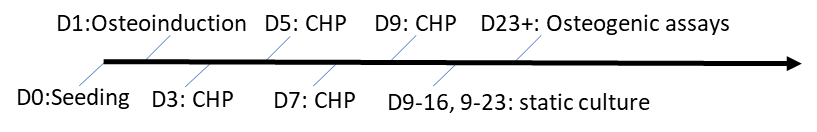 D1:Osteoinduction D5: CHP D9: CHP D23+: Osteogenic assays
D0:Seeding D3: CHP D7: CHP D9-16, 9-23: static culture